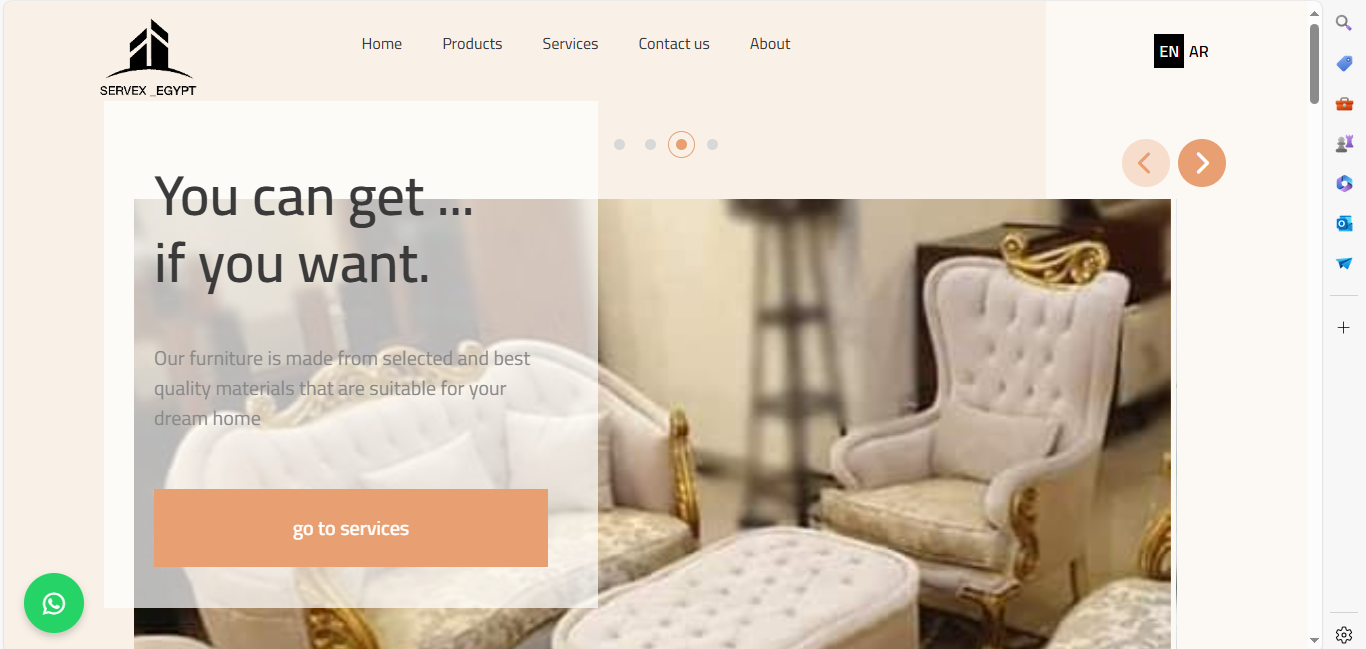 SERVEX _EGYPT
Home
Products
Services
Contact us
About
EN AR
You can get ...
if you want.
Our furniture is made from selected and best
quality materials that are suitable for your
dream home
go to services